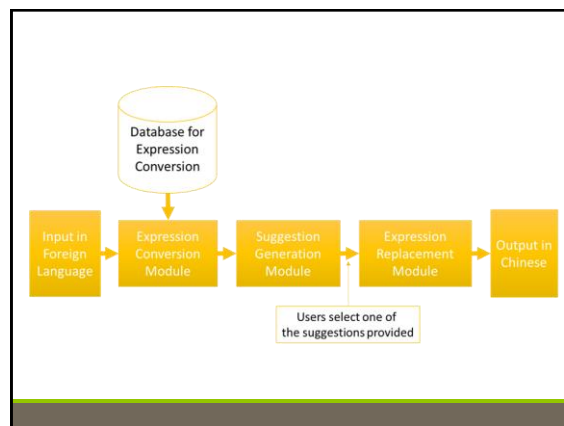 Database for
Expression
Conversion
Input in
Foreign
Language
Expression
Conversion
Module
Suggestion
Generation
Module
Expression
Replacement
Module
Output in
Chinese
Users select one of
the suggestions provided